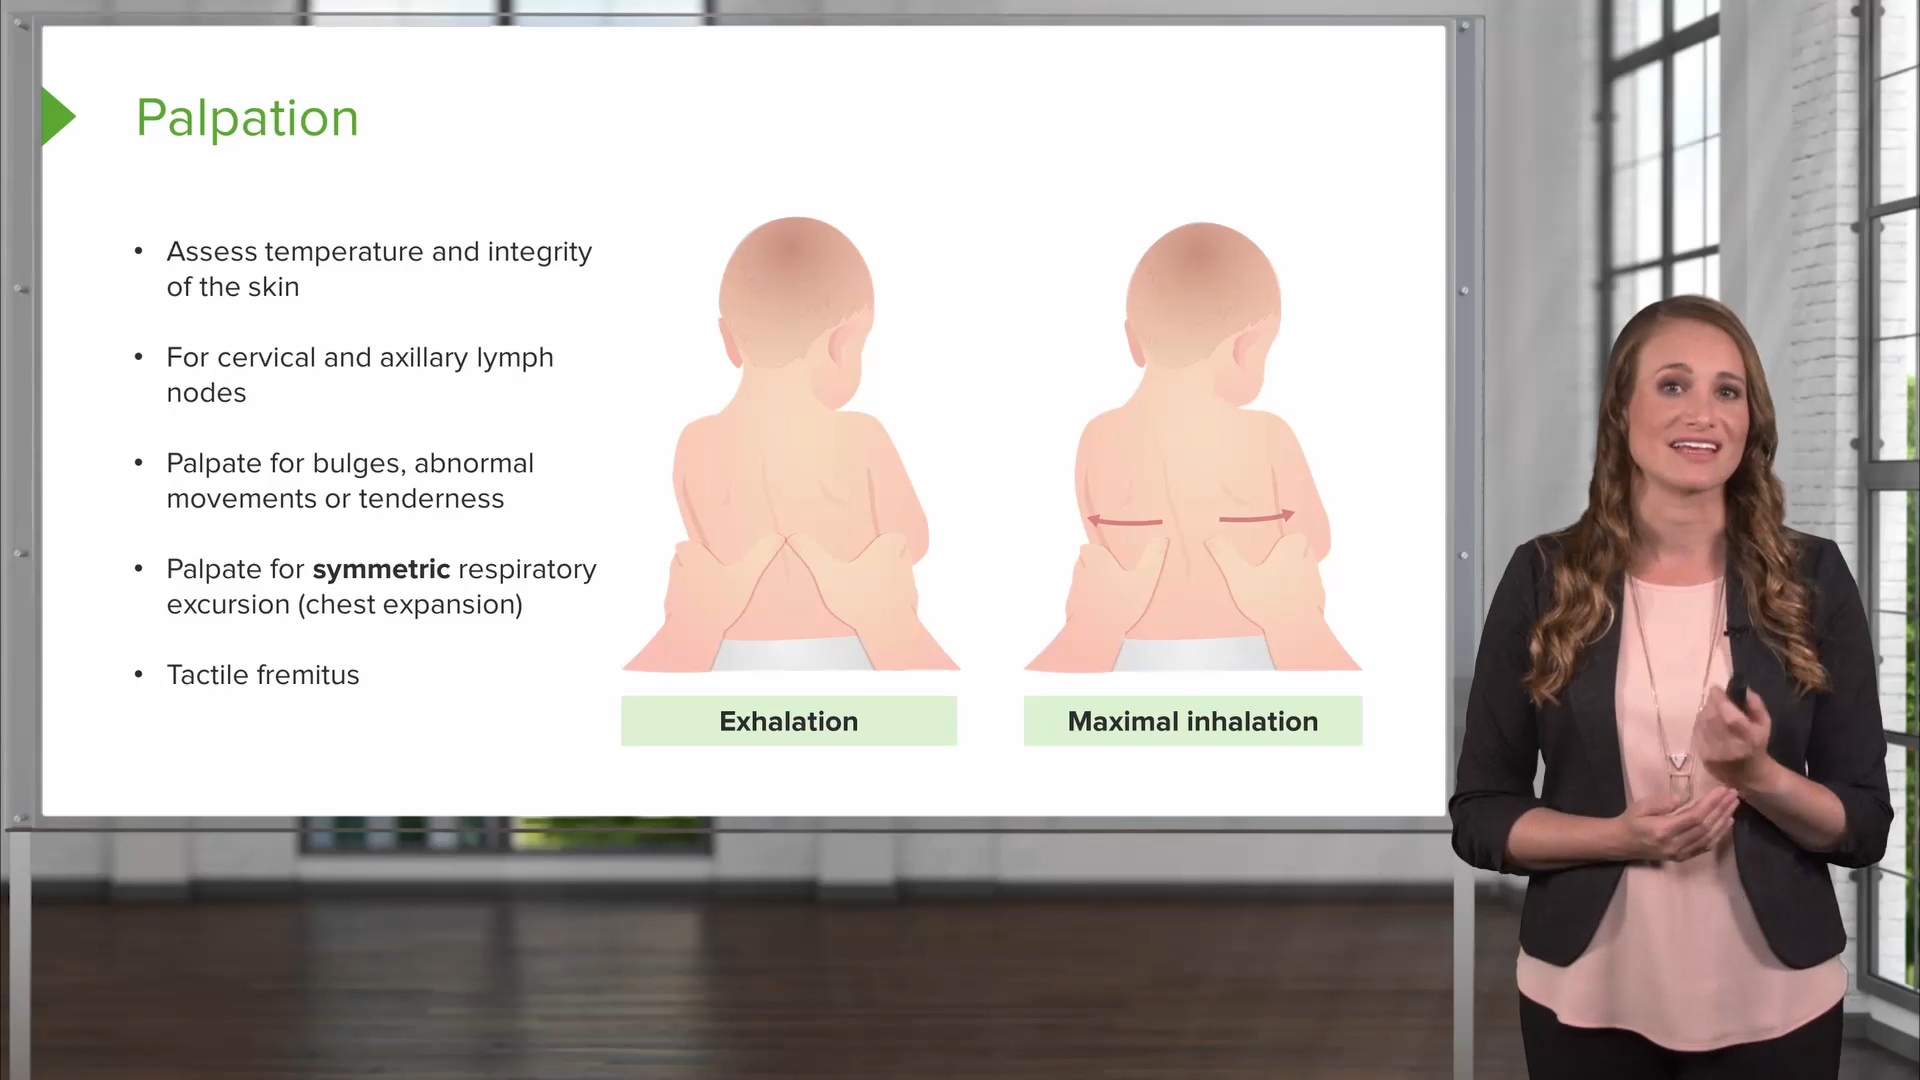 Palpation
• Assess temperature and integrity
of the skin
• For cervical and axillary lymph
nodes
• Palpate for bulges, abnormal
movements or tenderness
• Palpate for symmetric respiratory
excursion (chest expansion)
• Tactile fremitus
Exhalation
Maximal inhalation